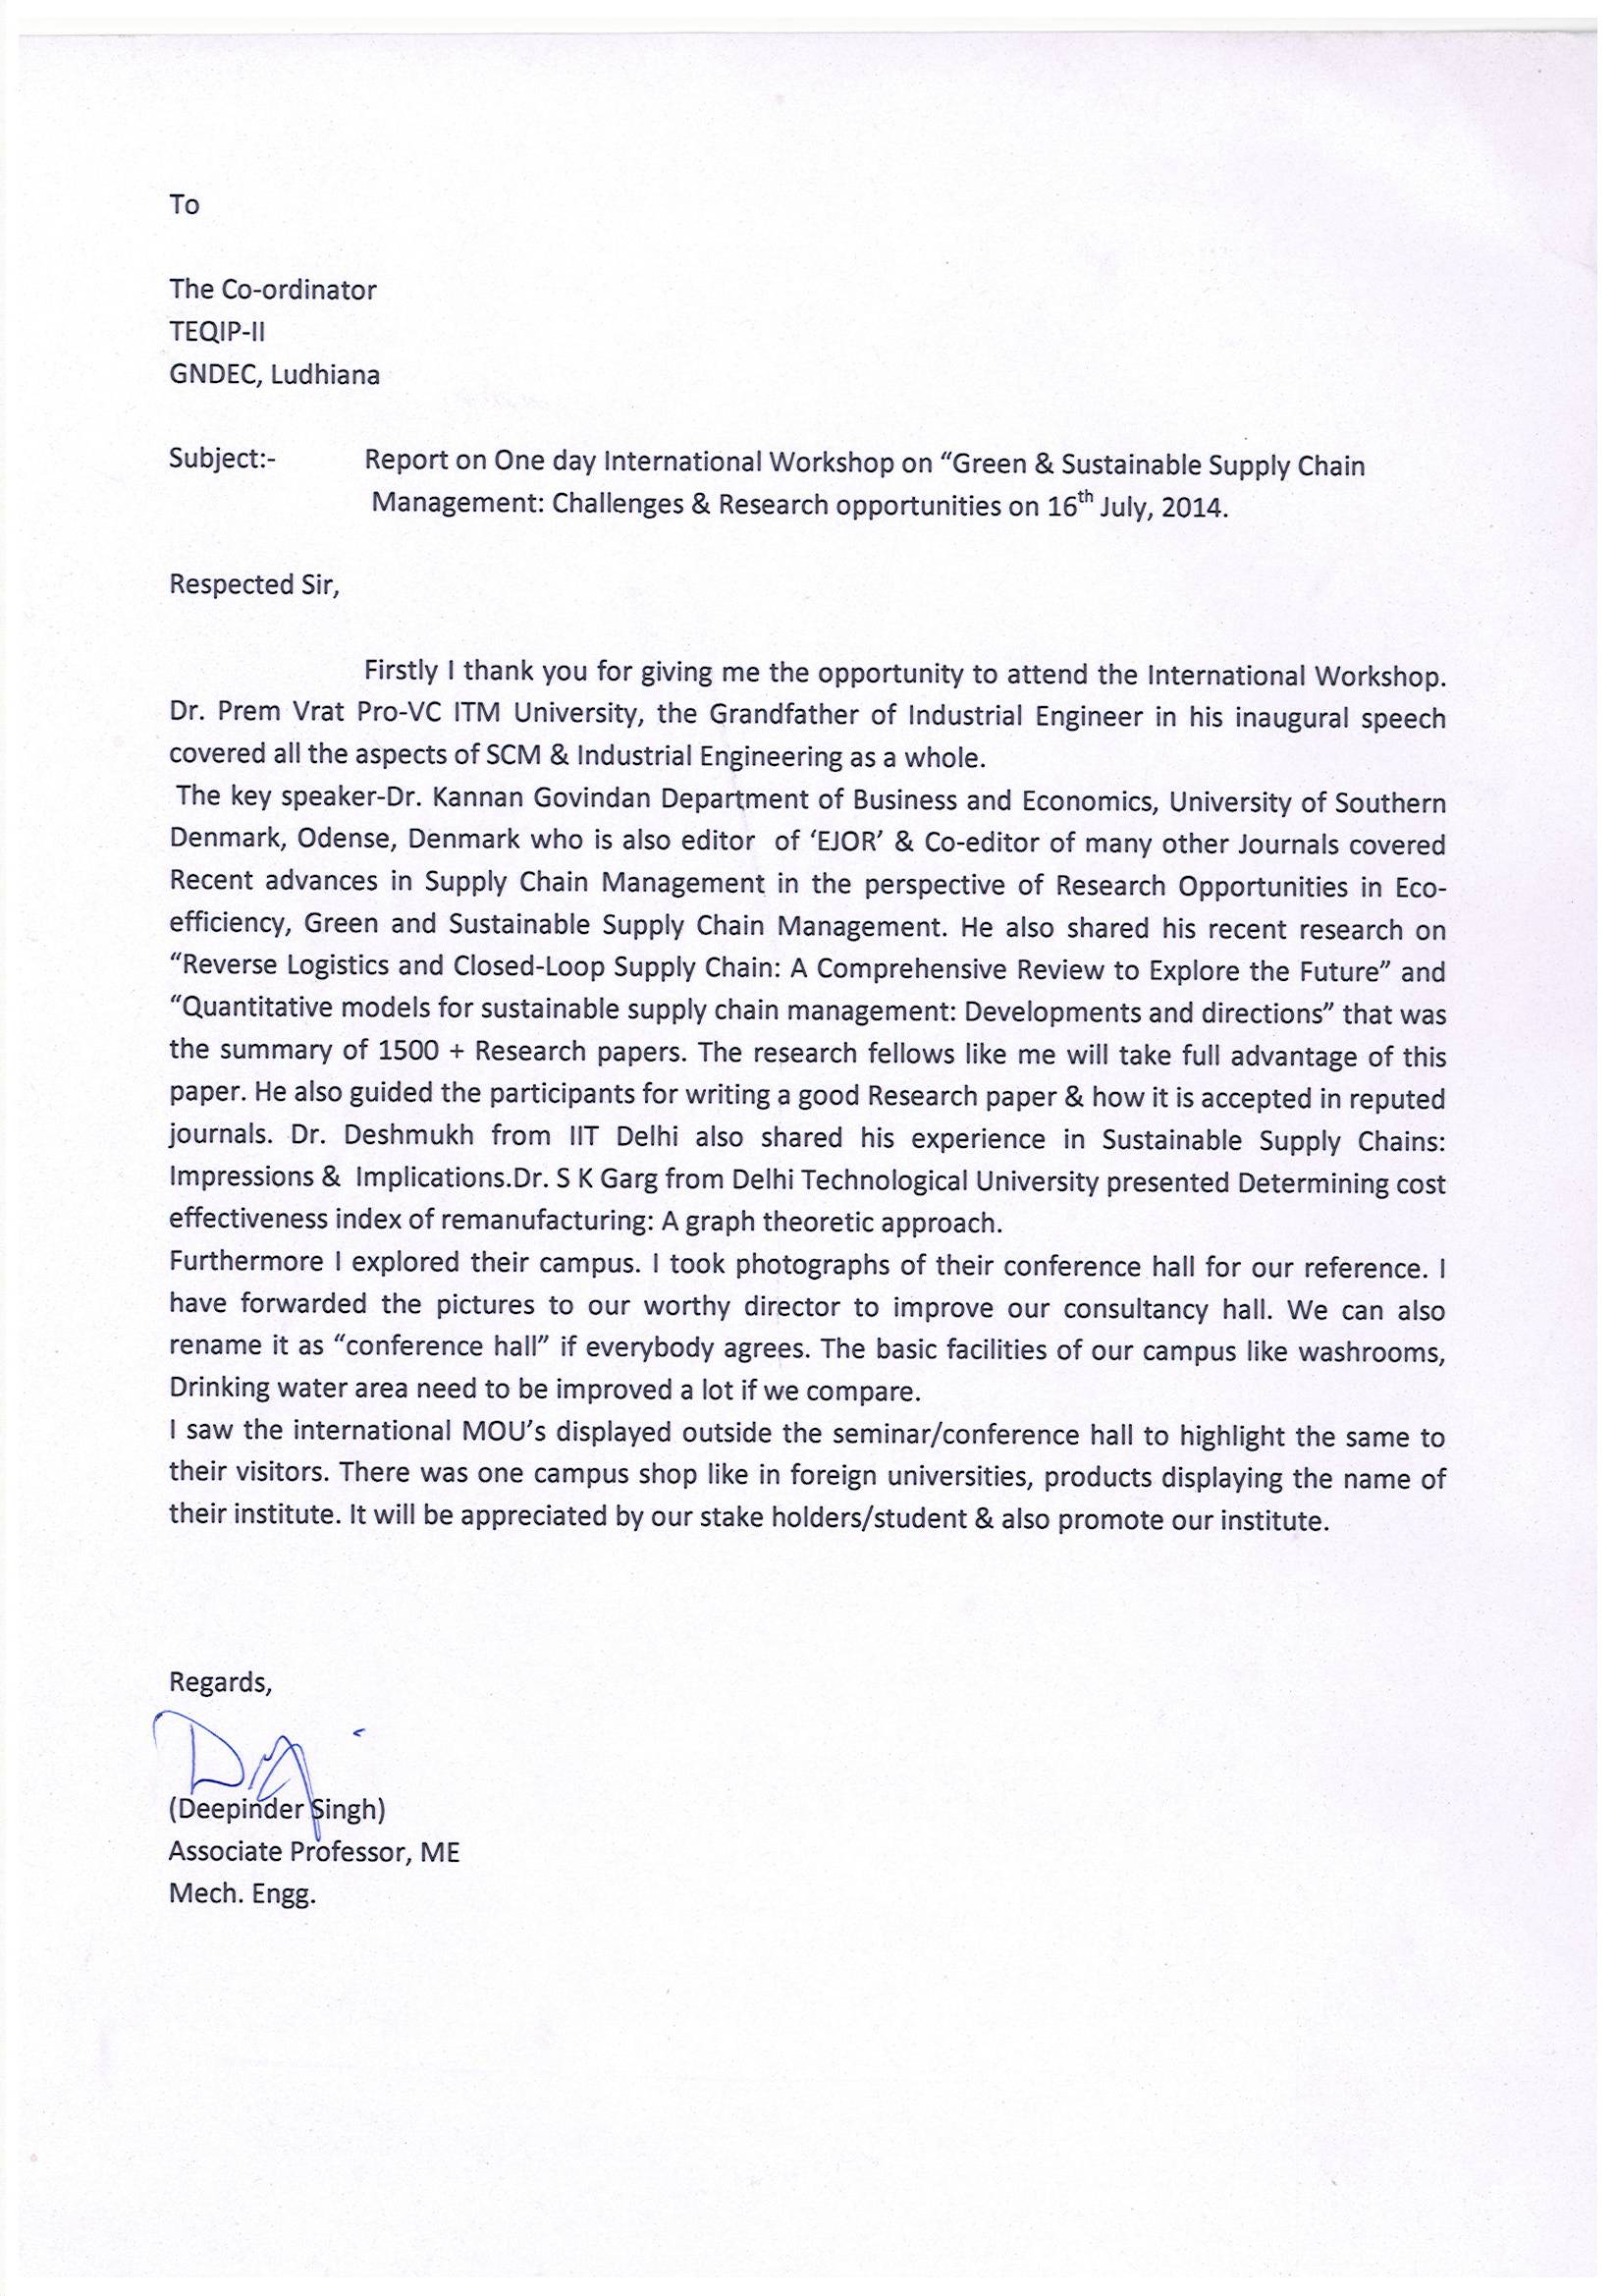 To
The Co-ordinator
TEQIP-II
GNDEC, Ludhiana
Subject:- Report on One day International Workshop on “Green & Sustainable Supply Chain
Management: Challenges & Research opportunities on 16th July, 2014.
Respected Sir,
Firstly I thank you for giving me the opportunity to attend the International Workshop.
Dr. Prem Vrat Pro-VC ITM University, the Grandfather of Industrial Engineer in his inaugural speech
covered all the aspects of SCM & Industrial Engineering as a whole.
The key speaker-Dr. Kannan Govindan Department of Business and Economics, University of Southern
Denmark, Odense, Denmark who is also editor of ‘EJOR’ & Co-editor of many other Journals covered
Recent advances in Supply Chain Management in the perspective of Research Opportunities in Eco-
efficiency, Green and Sustainable Supply Chain Management. He also shared his recent research on
“Reverse Logistics and Closed-Loop Supply Chain: A Comprehensive Review to Explore the Future” and
“Quantitative models for sustainable supply chain management: Developments and directions” that was
the summary of 1500 + Research papers. The research fellows like me will take full advantage of this
paper. He also guided the participants for writing a good Research paper & how it is accepted in reputed
journals. Dr. Deshmukh from IIT Delhi also shared his experience in Sustainable Supply Chains:
Impressions & Implications.Dr. S K Garg from Delhi Technological University presented Determining cost
effectiveness index of remanufacturing: A graph theoretic approach.
Furthermore I explored their campus. I took photographs of their conference hall for our reference. I
have forwarded the pictures to our worthy director to improve our consultancy hall. We can also
rename it as “conference hall” if everybody agrees. The basic facilities of our campus like washrooms,
Drinking water area need to be improved a lot if we compare.
I saw the international MOU’s displayed outside the seminar/conference hall to highlight the same to
their visitors. There was one campus shop like in foreign universities, products displaying the name of
their institute. It will be appreciated by our stake holders/student & also promote our institute.
Regards,
(Deepinder Singh)
Associate Professor, ME
Mech. Engg.